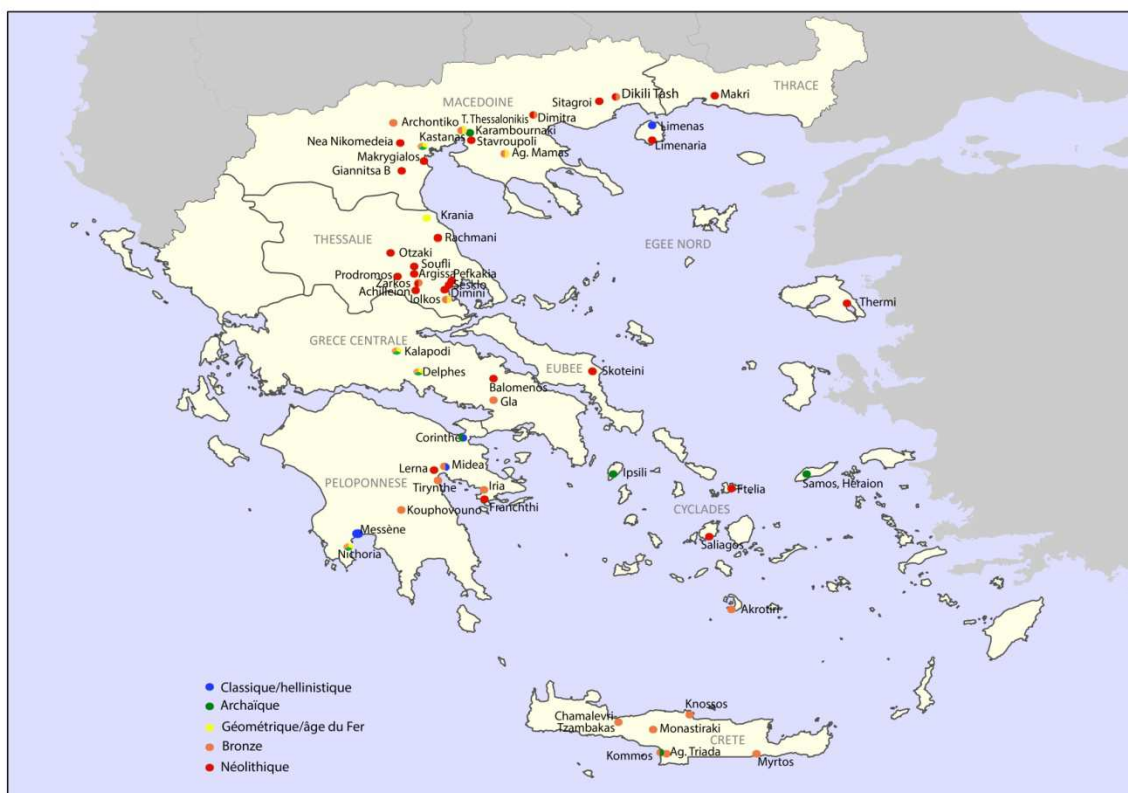 THRACE
MACEDOINE
Dikili Tash
Sitagroi
Makri
Archontiko
T. Thessalonikis
Dimitra
Karambournaki
Limenas
Kastanas
Stavroupoli
Nea Nikomedeia
Limenaria
Makrygialos
Ag. Mamas
Giannitsa B
Krania
THESSALIE
Rachmani
EGEE NORD
Otzaki
Soufli
Prodromos
Argissa
Pefkakia
Zarkos
Sesklo
Achilleion
Dimini
Iolkos
Thermi
GRECE CENTRALE
Kalapodi
EUBEE
Skoteini
Delphes
Balomenos
Gla
Corinthe
Lerna
Midea
Ipsili
Samos, Héraion
PELOPONNESE
Tirynthe
Iria
Ftelia
Franchthi
Kouphovouno
CYCLADES
Messène
Saliagos
Nichoria
Akrotiri
Classique/hellinistique
Archaïque
Géométrique/âge du Fer
Bronze
Néolithique
Knossos
Chamalevri
Tzambakas
Monastiraki
CRETE
Kommos
Ag. Triada
Myrtos